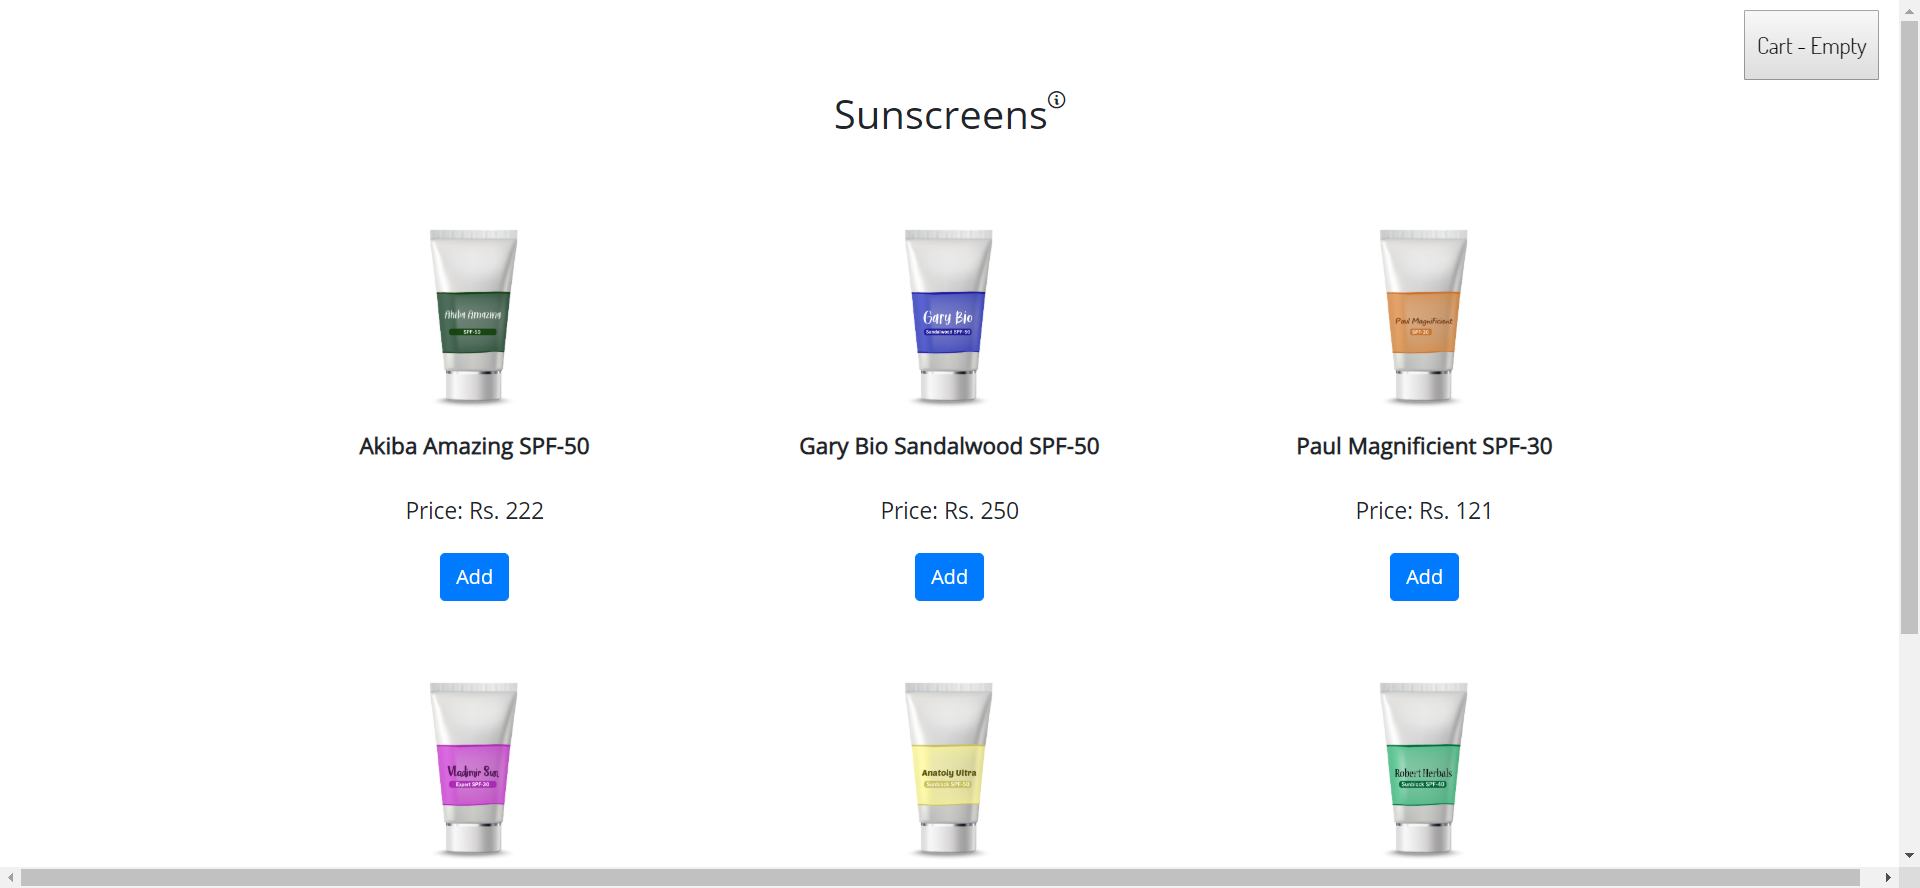 Cart - Empty
Sunscreens
Akiba Amazing
SPF-50
Gary Bio
Sandalwood SPF-50
Paul Magnificient
SPF-30
Akiba Amazing SPF-50
Gary Bio Sandalwood SPF-50
Paul Magnificient SPF-30
Price: Rs. 222
Price: Rs. 250
Price: Rs. 121
Add
Add
Add
Vladimir Sun
Expert SPF-30
Anatoly Ultra
Sunblock SPF-50
Robert Herbals
Sunblock SPF-40